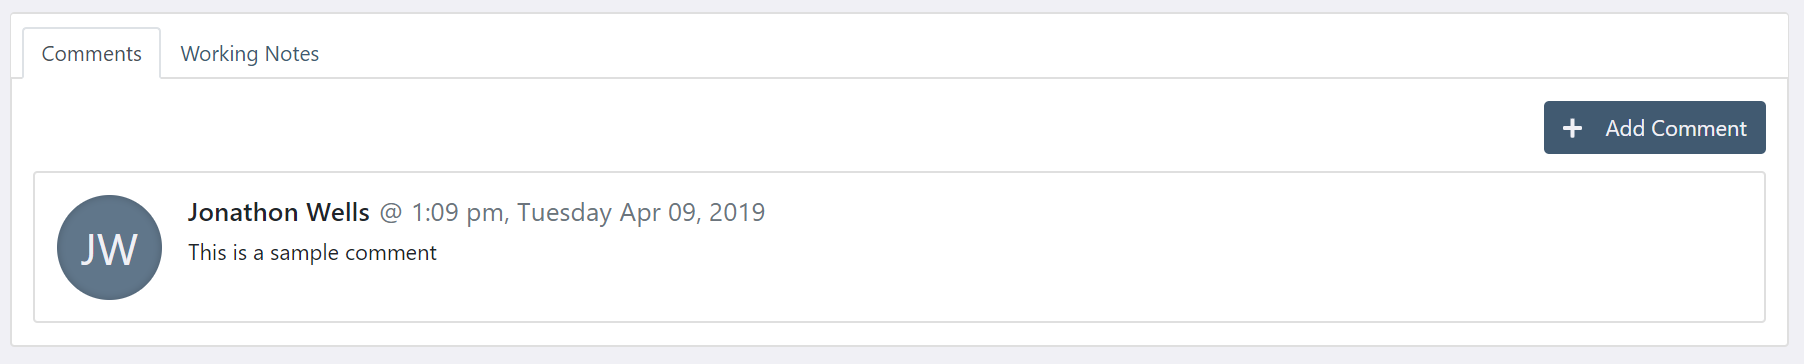 Comments Working Notes
+ Add Comment
JW
Jonathon Wells @ 1:09 pm, Tuesday Apr 09, 2019
This is a sample comment